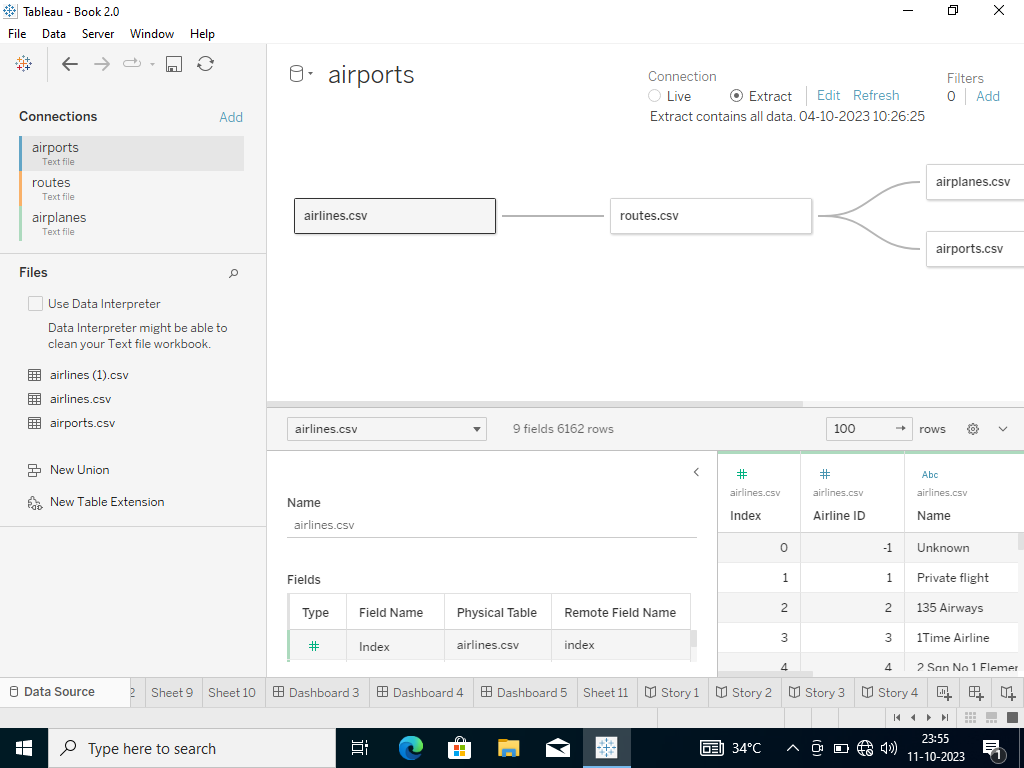 Tableau - Book 2.0
File Data Server Window Help
Connections Add
airports
Text file
routes
Text file
airplanes
Text file
Files
Use Data Interpreter
Data Interpreter might be able to
clean your Text file workbook.
airlines (1).csv
airlines.csv
airports.csv
New Union
New Table Extension
airports
Connection
Live Extract Edit Refresh
Extract contains all data. 04-10-2023 10:26:25
Filters
0 Add
airlines.csv
routes.csv
airplanes.csv
airports.csv
airlines.csv 9 fields 6162 rows 100 → rows
Name
airlines.csv
Fields
Type Field Name Physical Table Remote Field Name
# Index airlines.csv index
# # Abc
airlines.csv airlines.csv airlines.csv
Index Airline ID Name
0 -1 Unknown
1 1 Private flight
2 2 135 Airways
3 3 1Time Airline
4 4 2 Sqn No 1 Elemer
Data Source 2 Sheet 9 Sheet 10 Dashboard 3 Dashboard 4 Dashboard 5 Sheet 11 Story 1 Story 2 Story 3 Story 4
Type here to search 34°C 23:55
11-10-2023 1